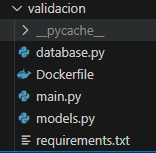 validacion
__pycache__
database.py
Dockerfile
main.py
models.py
requirements.txt